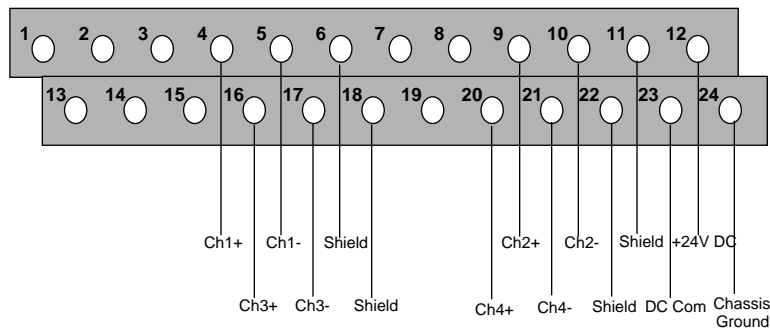 1 2 3 4 5 6 7 8 9 10 11 12
13 14 15 16 17 18 19 20 21 22 23 24
Ch1+ Ch1- Shield Ch2+ Ch2- Shield +24V DC
Ch3+ Ch3- Shield Ch4+ Ch4- Shield DC Com Chassis
Ground